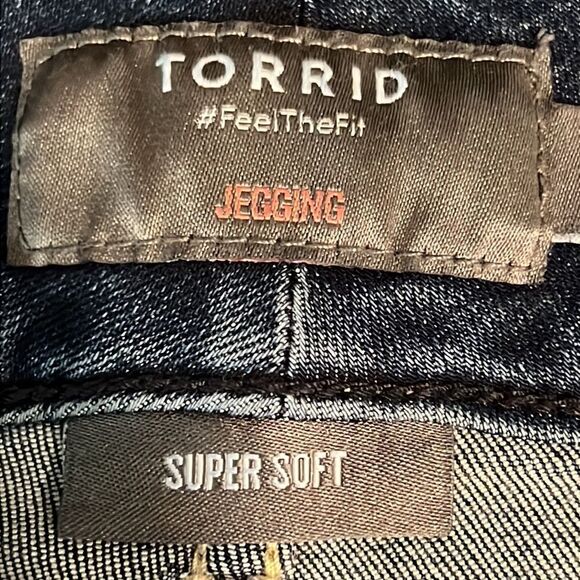 TORRID
#FeelTheFit
JEGGING
SUPER SOFT